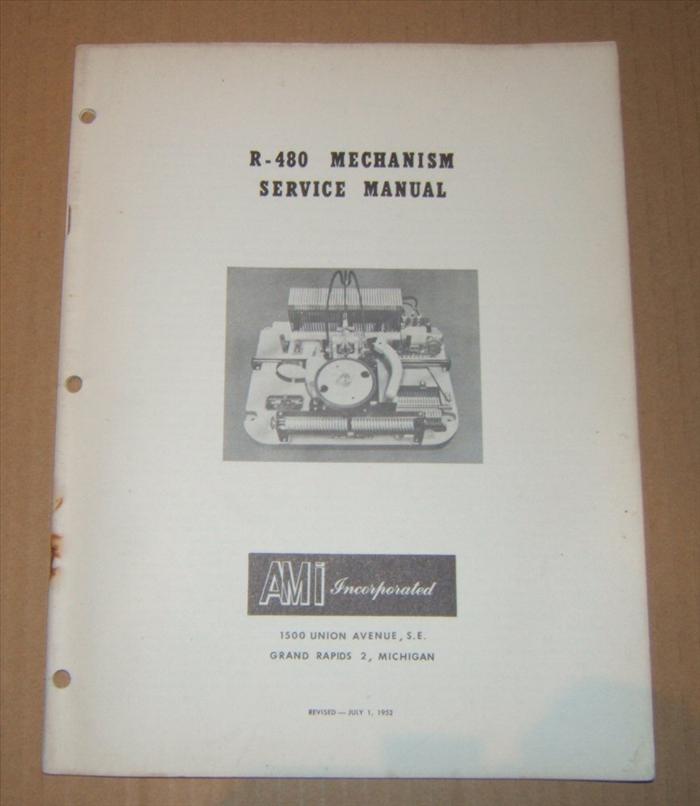 R-480 MECHANISM
SERVICE MANUAL
AMI Incorporated
1500 UNION AVENUE, S.E.
GRAND RAPIDS 2, MICHIGAN
REVISED—JULY 1, 1952